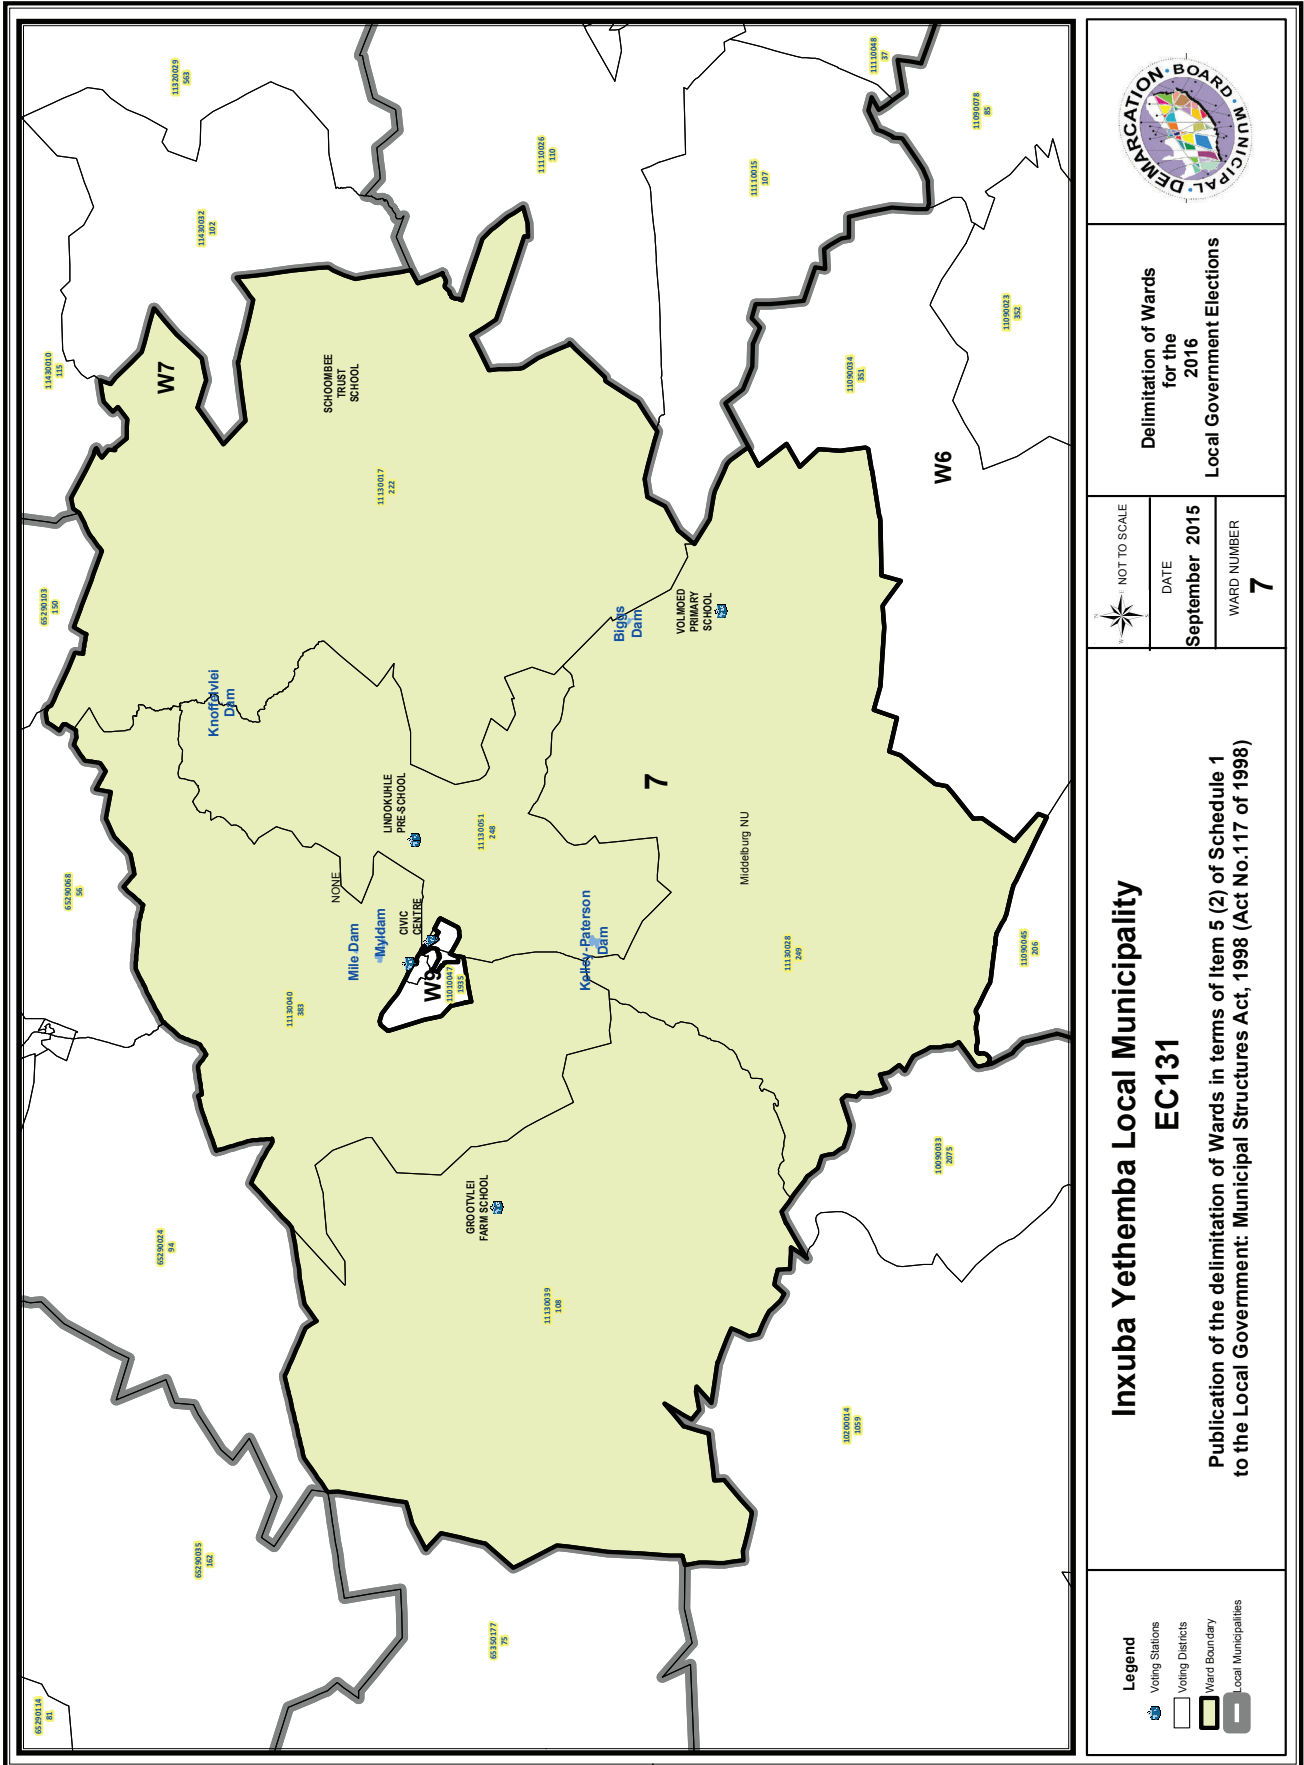 65290114
81
65290035
162
65350177
75
65290024
94
65290068
56
65290103
150
11430010
115
11430032
102
11320029
563
11110026
110
11110015
107
11110048
37
11090078
85
11090034
351
11090023
352
11090045
206
10090033
2075
10200014
1059
W7
W6
W9
7
SCHOOMBEE
TRUST
SCHOOL
11130017
222
Knoffelvlei
Dam
Biggs
Dam
VOLMOED
PRIMARY
SCHOOL
LINDOKUHLE
PRE-SCHOOL
11130051
248
NONE
Mile Dam
Myldam
CIVIC
CENTRE
11010047
1935
11130040
383
Kelley-Paterson
Dam
Middelburg NU
11130028
249
GROOTVLEI
FARM SCHOOL
11130039
108
Legend
Voting Stations
Voting Districts
Ward Boundary
Local Municipalities
Inxuba Yethemba Local Municipality
EC131
Publication of the delimitation of Wards in terms of Item 5 (2) of Schedule 1
to the Local Government: Municipal Structures Act, 1998 (Act No.117 of 1998)
NOT TO SCALE
DATE
September 2015
WARD NUMBER
7
Delimitation of Wards
for the
2016
Local Government Elections
MUNICIPAL • DEMARCATION • BOARD •